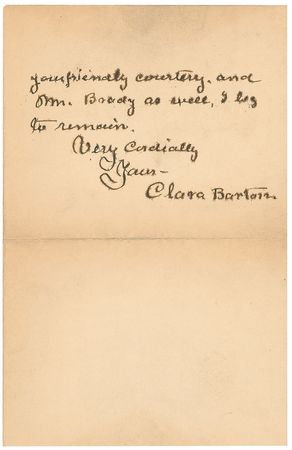 your friendly courtesy, and
Mr. Brady as well, I beg
to remain.
Very Cordially
Yours—
Clara Barton.